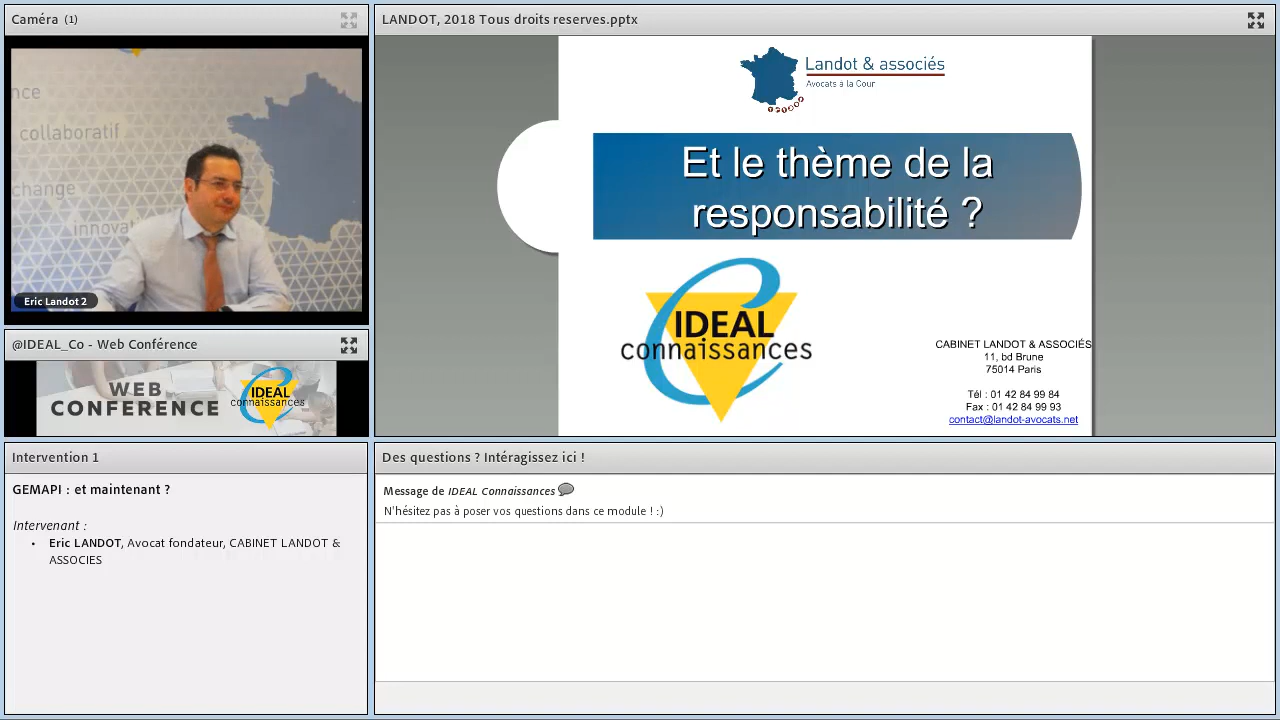 Caméra (1)
nce
collaboratif
change
innova
Eric Landot 2
@IDEAL_Co - Web Conférence
WEB
CONFERENCE
IDEAL
connaissances
Intervention 1
GEMAPI : et maintenant ?
Intervenant :
• Eric LANDOT, Avocat fondateur, CABINET LANDOT &
ASSOCIES
LANDOT, 2018 Tous droits reserves.pptx
Landot & associés
Avocats à la Cour
Et le thème de la
responsabilité ?
IDEAL
connaissances
CABINET LANDOT & ASSOCIÉS
11, bd Brune
75014 Paris
Tél : 01 42 84 99 84
Fax : 01 42 84 99 93
contact@landot-avocats.net
Des questions ? Intéragissez ici !
Message de IDEAL Connaissances
N'hésitez pas à poser vos questions dans ce module ! :)